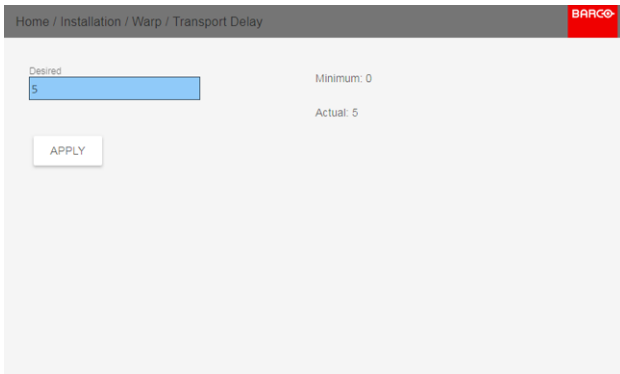 Home / Installation / Warp / Transport Delay
BARCO
Desired
5
Minimum: 0
Actual: 5
APPLY